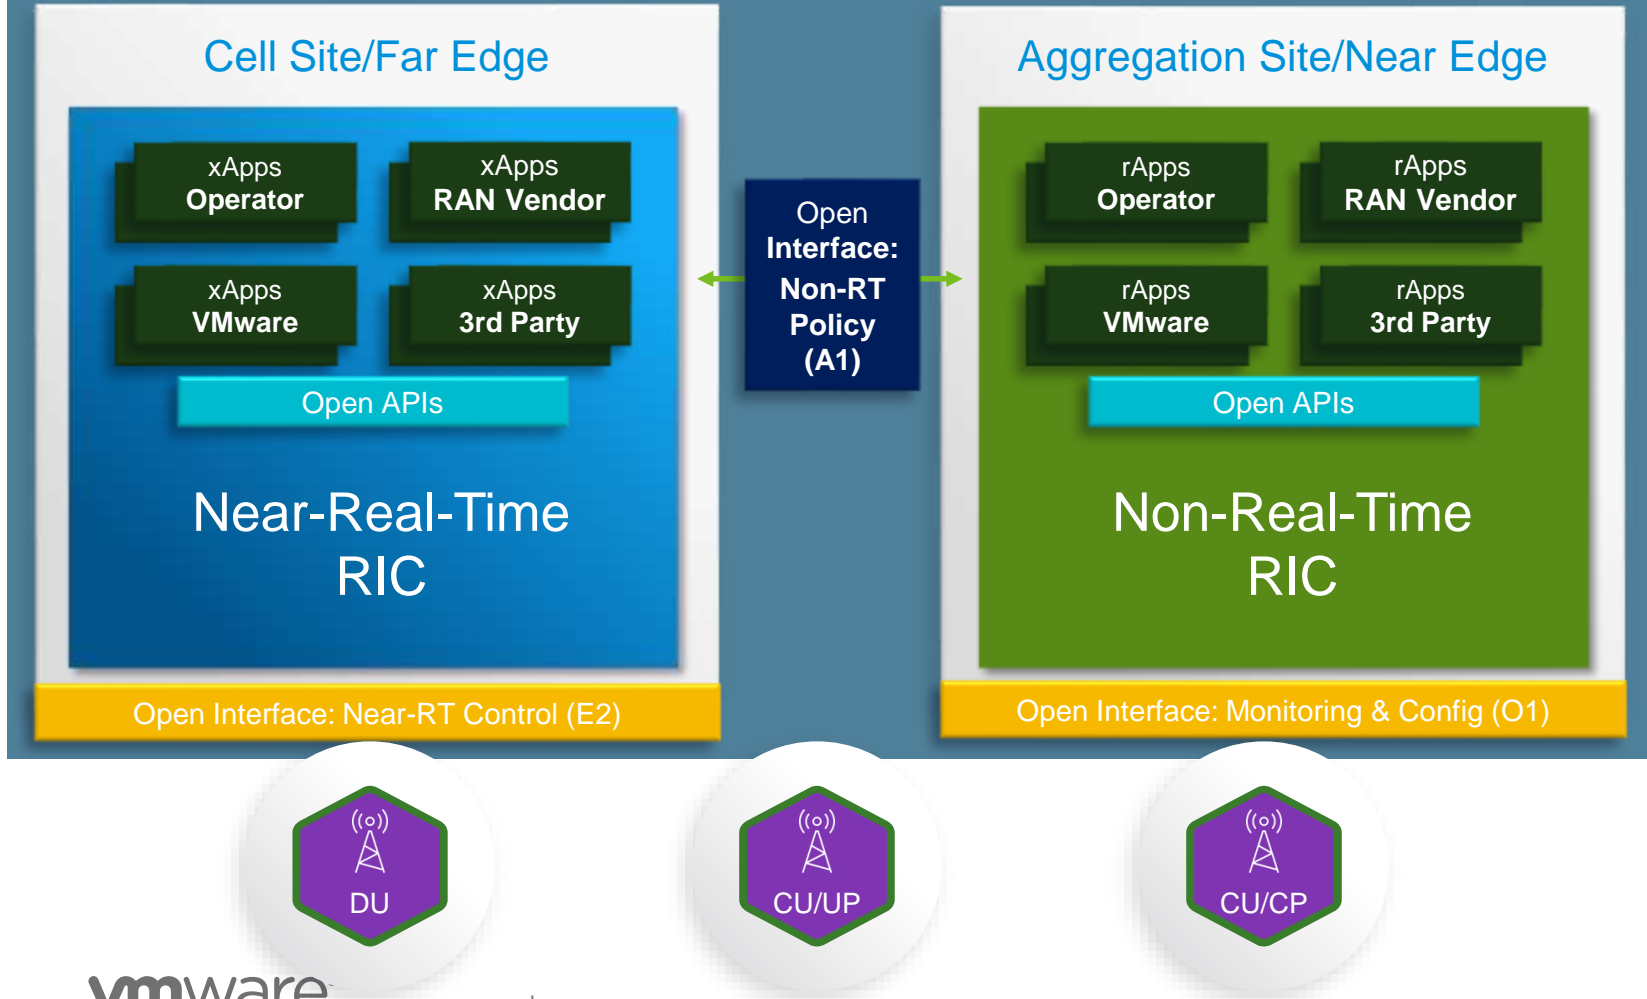 Cell Site/Far Edge
xApps
Operator
xApps
RAN Vendor
xApps
VMware
xApps
3rd Party
Open APIs
Near-Real-Time
RIC
Open Interface: Near-RT Control (E2)
Open
Interface:
Non-RT
Policy
(A1)
Aggregation Site/Near Edge
rApps
Operator
rApps
RAN Vendor
rApps
VMware
rApps
3rd Party
Open APIs
Non-Real-Time
RIC
Open Interface: Monitoring & Config (O1)
DU
CU/UP
CU/CP
vmware